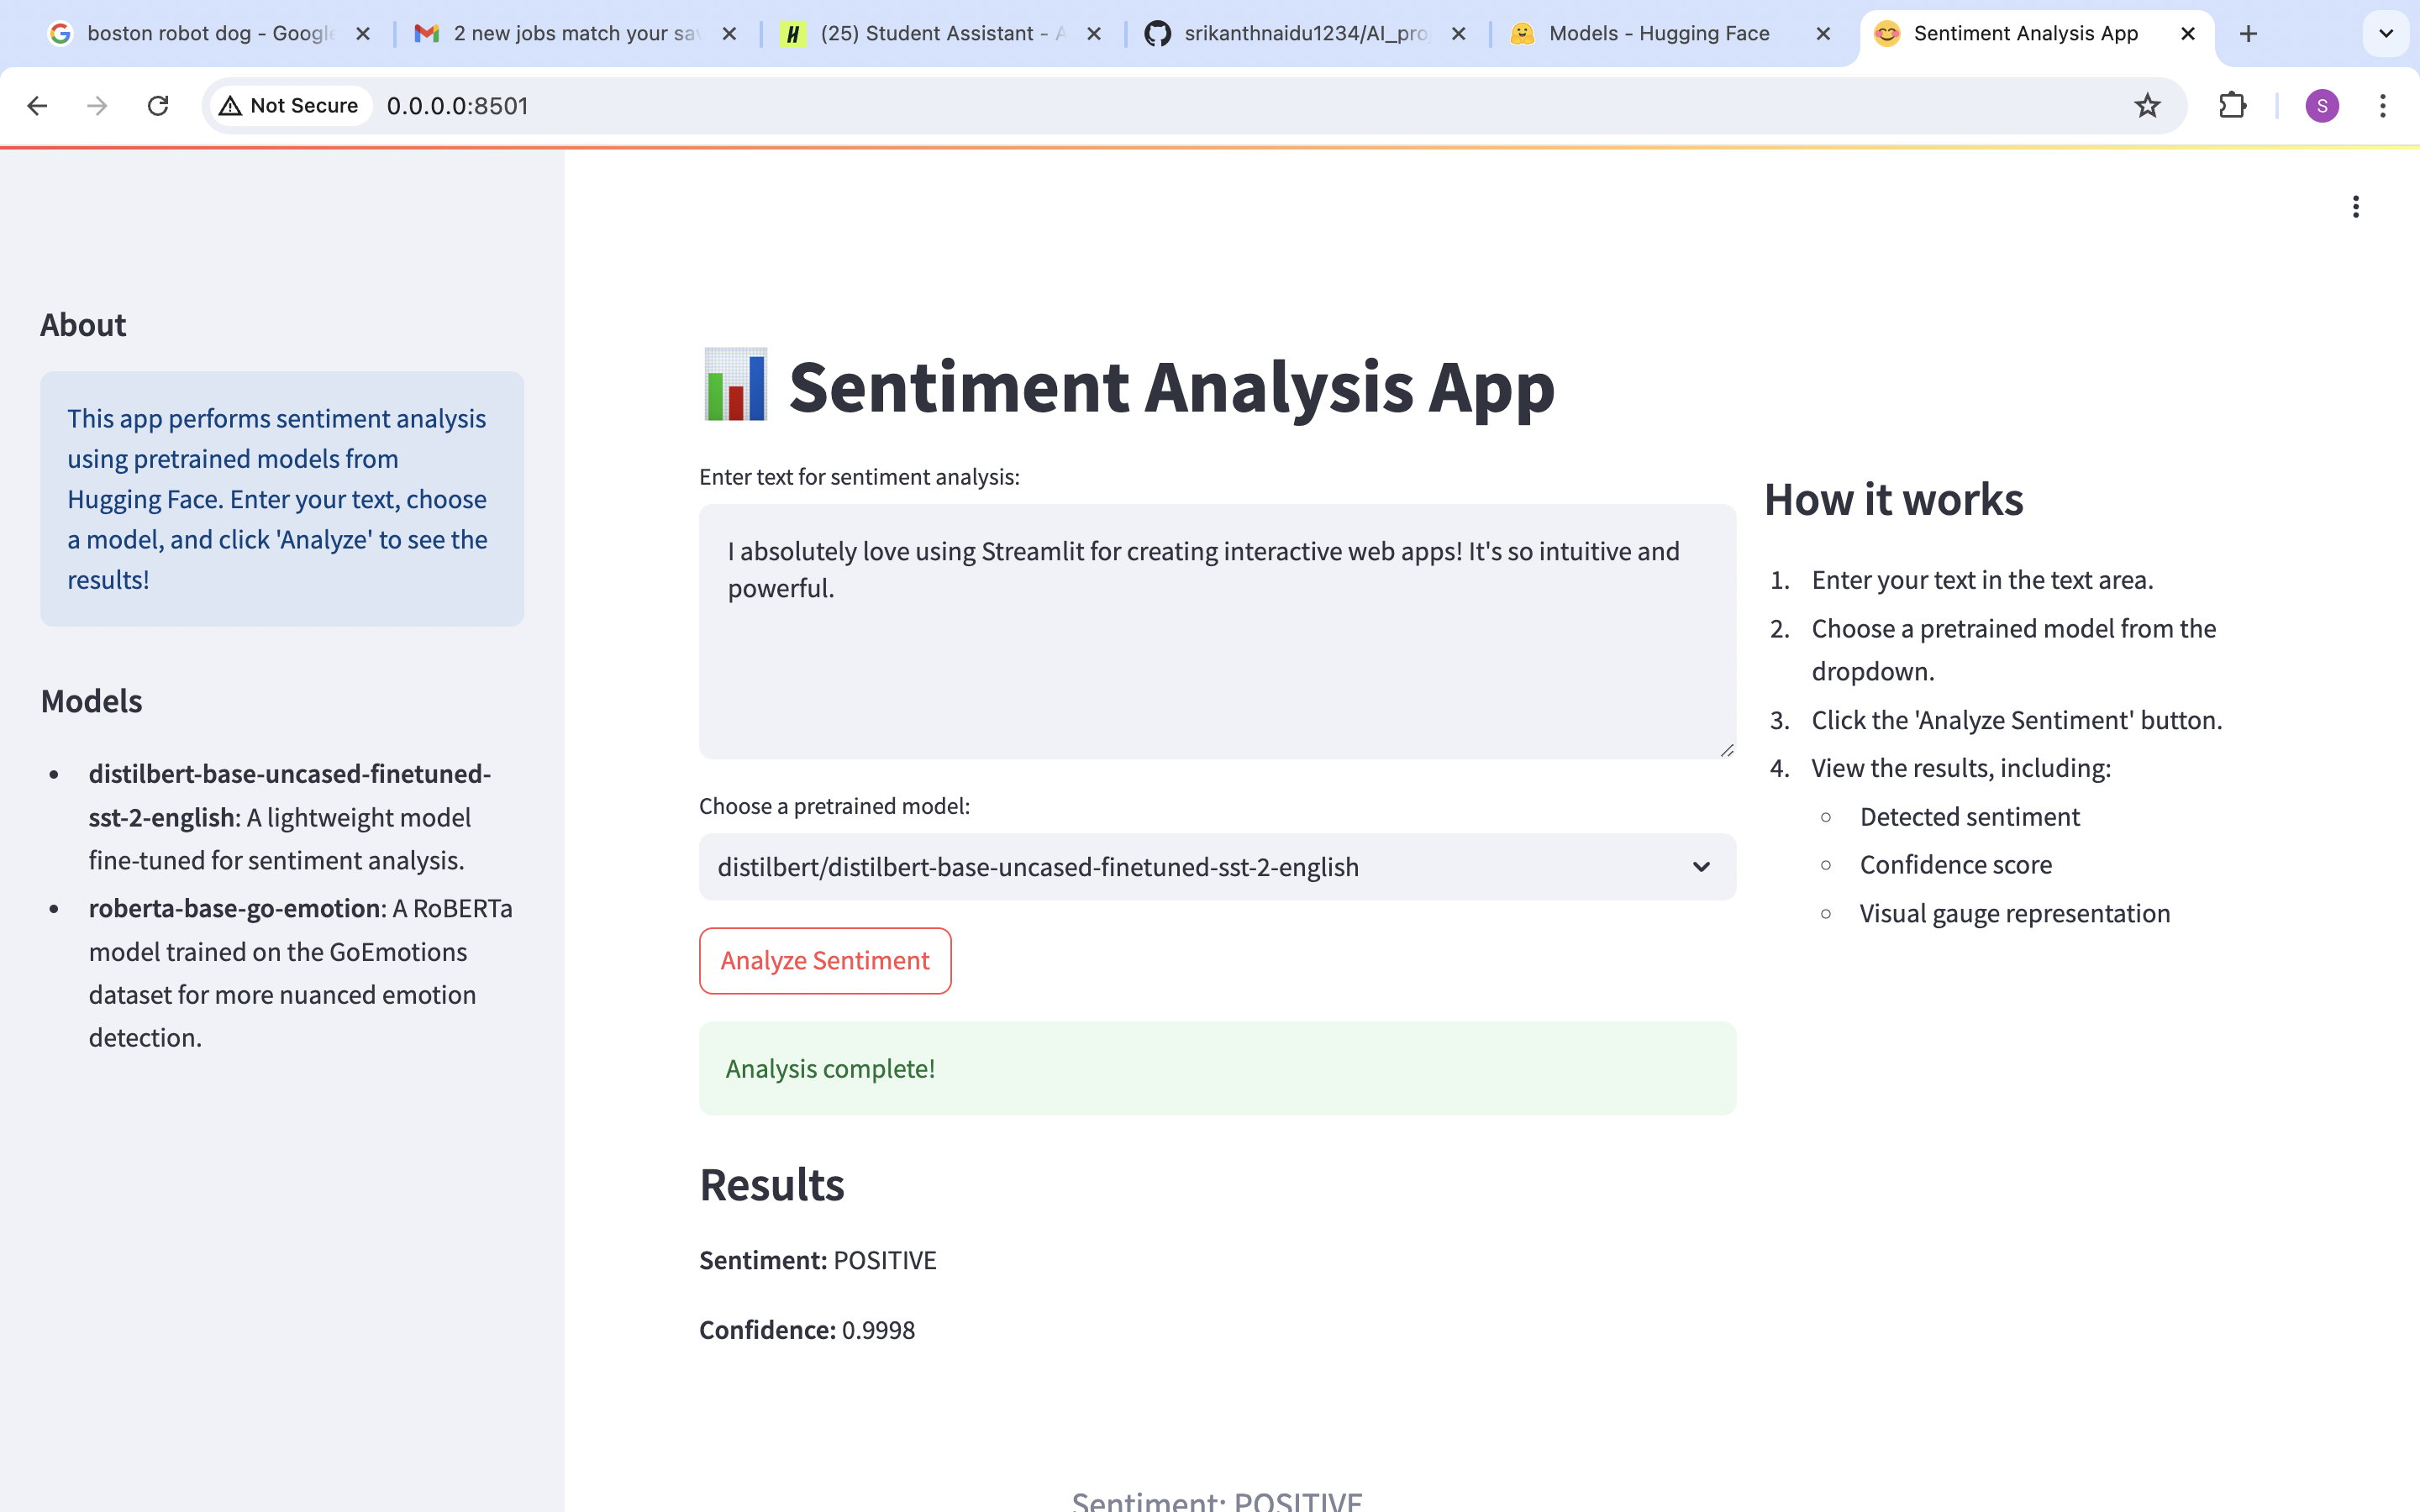 boston robot dog - Google
2 new jobs match your sa
(25) Student Assistant - A
srikanthnaidu1234/AI_pro
Models - Hugging Face
Sentiment Analysis App
Not Secure
0.0.0.0:8501
S
About
This app performs sentiment analysis
using pretrained models from
Hugging Face. Enter your text, choose
a model, and click 'Analyze' to see the
results!
Models
• distilbert-base-uncased-finetuned-
sst-2-english: A lightweight model
fine-tuned for sentiment analysis.
• roberta-base-go-emotion: A RoBERTa
model trained on the GoEmotions
dataset for more nuanced emotion
detection.
Sentiment Analysis App
Enter text for sentiment analysis:
I absolutely love using Streamlit for creating interactive web apps! It's so intuitive and
powerful.
Choose a pretrained model:
distilbert/distilbert-base-uncased-finetuned-sst-2-english
Analyze Sentiment
Analysis complete!
Results
Sentiment: POSITIVE
Confidence: 0.9998
Sentiment: POSITIVE
How it works
1. Enter your text in the text area.
2. Choose a pretrained model from the
dropdown.
3. Click the 'Analyze Sentiment' button.
4. View the results, including:
○ Detected sentiment
○ Confidence score
○ Visual gauge representation